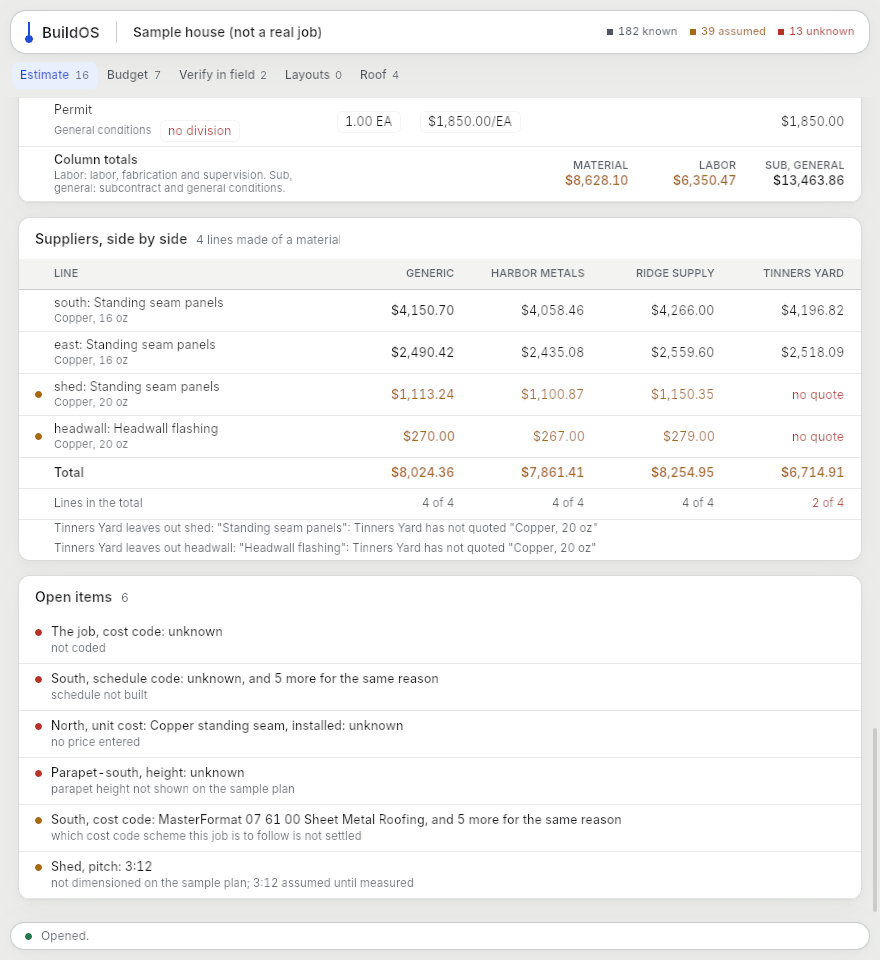 BuildOS
Sample house (not a real job)
182 known
39 assumed
13 unknown
Estimate 16
Budget 7
Verify in field 2
Layouts 0
Roof 4
Permit
General conditions
no division
1.00 EA
$1,850.00/EA
$1,850.00
Column totals
Labor: labor, fabrication and supervision. Sub,
general: subcontract and general conditions.
MATERIAL
$8,628.10
LABOR
$6,350.47
SUB, GENERAL
$13,463.86
Suppliers, side by side 4 lines made of a material
LINE GENERIC HARBOR METALS RIDGE SUPPLY TINNERS YARD
south: Standing seam panels
Copper, 16 oz
$4,150.70 $4,058.46 $4,266.00 $4,196.82
east: Standing seam panels
Copper, 16 oz
$2,490.42 $2,435.08 $2,559.60 $2,518.09
shed: Standing seam panels
Copper, 20 oz
$1,113.24 $1,100.87 $1,150.35 no quote
headwall: Headwall flashing
Copper, 20 oz
$270.00 $267.00 $279.00 no quote
Total $8,024.36 $7,861.41 $8,254.95 $6,714.91
Lines in the total 4 of 4 4 of 4 4 of 4 2 of 4
Tinners Yard leaves out shed: "Standing seam panels": Tinners Yard has not quoted "Copper, 20 oz"
Tinners Yard leaves out headwall: "Headwall flashing": Tinners Yard has not quoted "Copper, 20 oz"
Open items 6
The job, cost code: unknown
not coded
South, schedule code: unknown, and 5 more for the same reason
schedule not built
North, unit cost: Copper standing seam, installed: unknown
no price entered
Parapet-south, height: unknown
parapet height not shown on the sample plan
South, cost code: MasterFormat 07 61 00 Sheet Metal Roofing, and 5 more for the same reason
which cost code scheme this job is to follow is not settled
Shed, pitch: 3:12
not dimensioned on the sample plan; 3:12 assumed until measured
Opened.